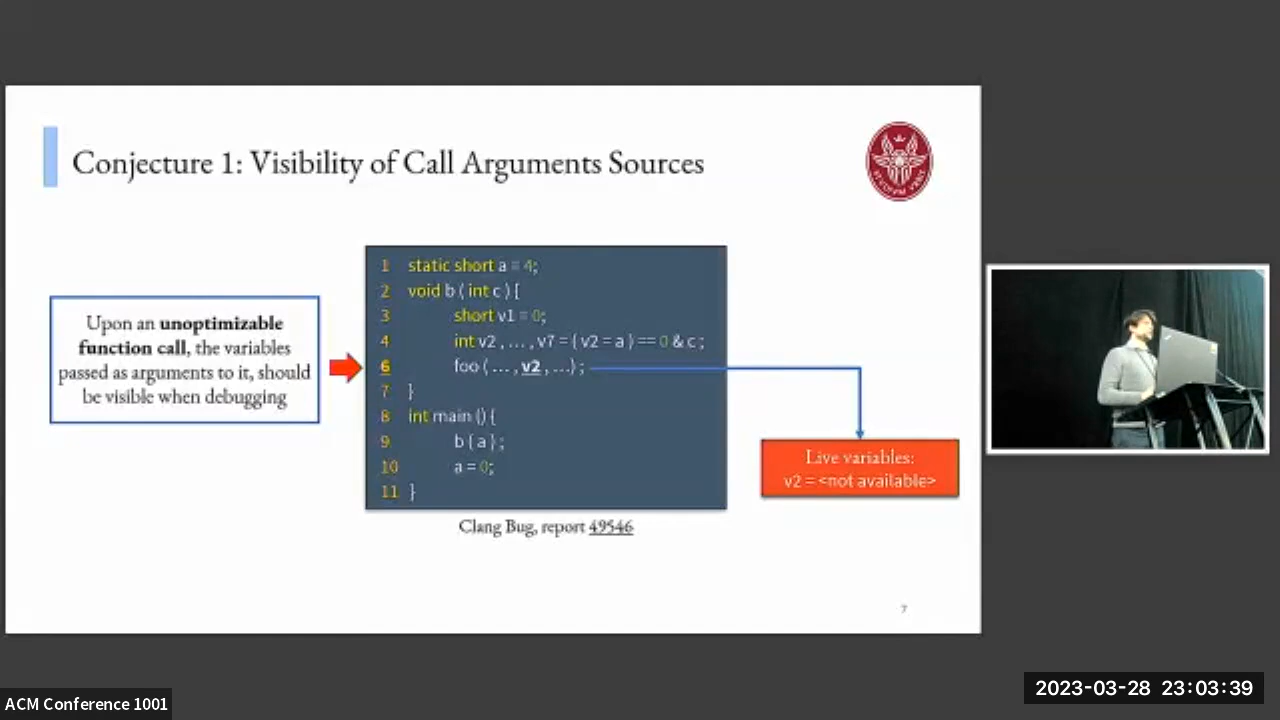 Conjecture 1: Visibility of Call Arguments Sources
Upon an unoptimizable
function call, the variables
passed as arguments to it, should
be visible when debugging
1 static short a = 4;
2 void b ( int c ) {
3 short v1 = 0;
4 int v2 , ... , v7 = ( v2 = a ) == 0 & c ;
6 foo ( ... , v2 , ...) ;
7 }
8 int main () {
9 b ( a ) ;
10 a = 0;
11 }
Clang Bug, report 49546
Live variables:
v2 = <not available>
7
ACM Conference 1001
2023-03-28 23:03:39